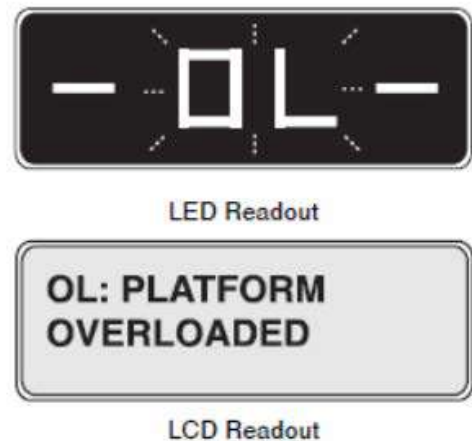 - OL -
LED Readout
OL: PLATFORM
OVERLOADED
LCD Readout